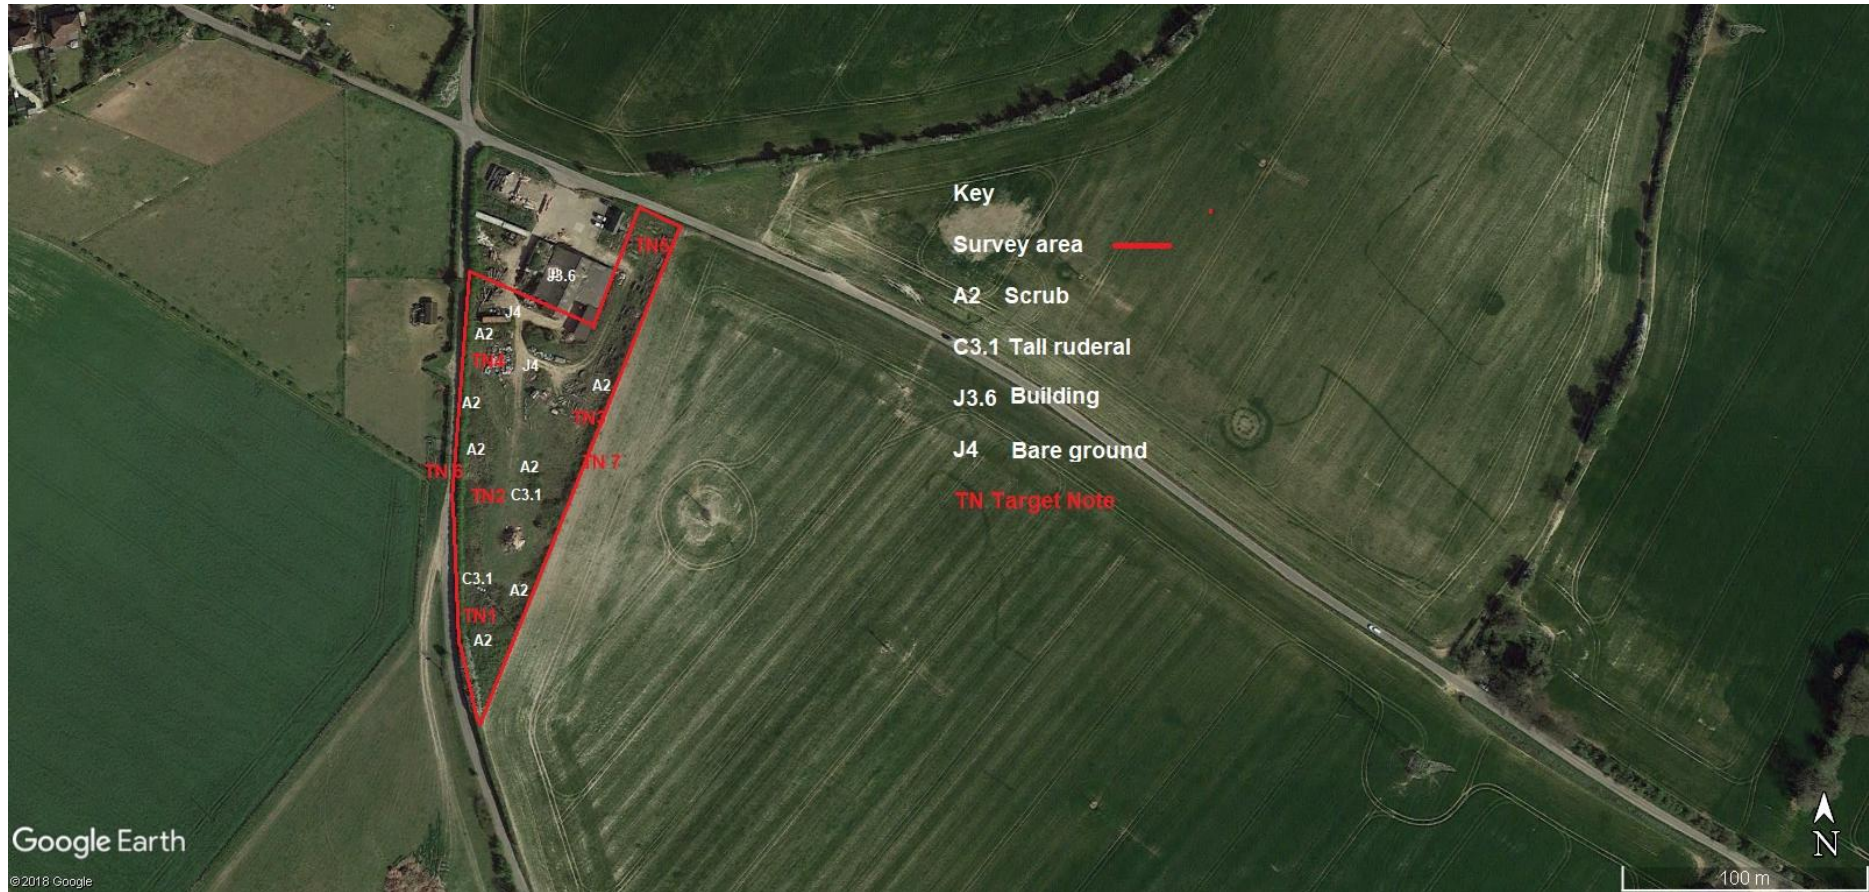 Key
Survey area
A2 Scrub
C3.1 Tall ruderal
J3.6 Building
J4 Bare ground
TN Target Note
TN5
J3.6
J4
A2
TN4
J4
A2
A2
TN3
A2
TN 7
A2
TN 6
TN2 C3.1
C3.1
A2
TN1
A2
Google Earth
©2018 Google
N
100 m